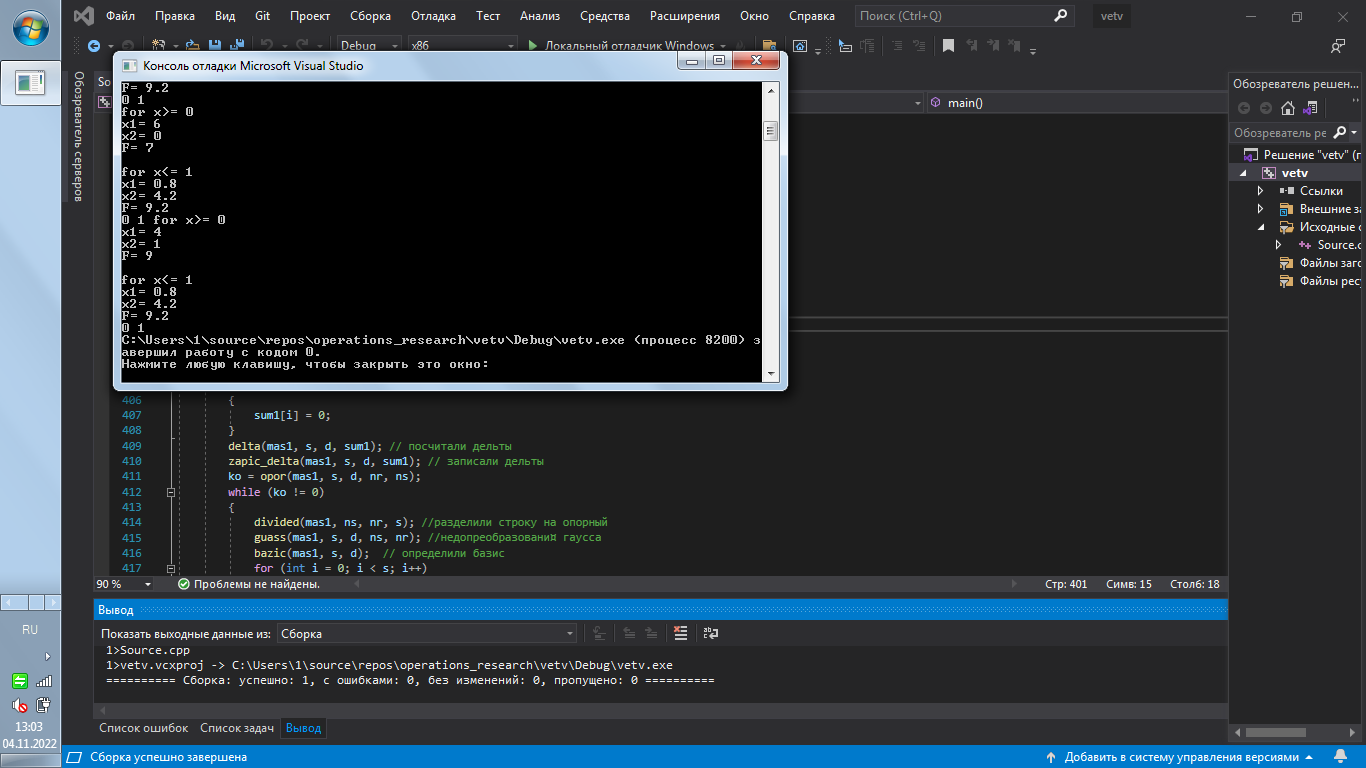 Файл Правка Вид Git Проект Сборка Отладка Тест Анализ Средства Расширения Окно Справка Поиск (Ctrl+Q) vetv
Debug x86 Локальный отладчик Windows
Консоль отладки Microsoft Visual Studio
F= 9.2
0 1
for x>= 0
x1= 6
x2= 0
F= 7
for x<= 1
x1= 0.8
x2= 4.2
F= 9.2
0 1 for x>= 0
x1= 4
x2= 1
F= 9
for x<= 1
x1= 0.8
x2= 4.2
F= 9.2
0 1
C:\Users\1\source\repos\operations_research\vetv\Debug\vetv.exe (процесс 8200) з
авершил работу с кодом 0.
Нажмите любую клавишу, чтобы закрыть это окно:
Обозреватель серверов
So
main()
406 {
407 sum1[i] = 0;
408 }
409 delta(mas1, s, d, sum1); // посчитали дельты
410 zapic_delta(mas1, s, d, sum1); // записали дельты
411 ko = opor(mas1, s, d, nr, ns);
412 while (ko != 0)
413 {
414 divided(mas1, ns, nr, s); //разделили строку на опорный
415 guass(mas1, s, d, ns, nr); //недопреобразования гаусса
416 bazic(mas1, s, d); // определили базис
417 for (int i = 0; i < s; i++)
90 % Проблемы не найдены. Стр: 401 Симв: 15 Столб: 18
Вывод
Показать выходные данные из: Сборка
1>Source.cpp
1>vetv.vcxproj -> C:\Users\1\source\repos\operations_research\vetv\Debug\vetv.exe
========== Сборка: успешно: 1, с ошибками: 0, без изменений: 0, пропущено: 0 ==========
Список ошибок Список задач Вывод
Обозреватель решен...
Обозреватель ре
Решение "vetv" (г
vetv
Ссылки
Внешние за
Исходные ф
Source.c
Файлы заго
Файлы ресу
RU
13:03
04.11.2022
Сборка успешно завершена Добавить в систему управления версиями